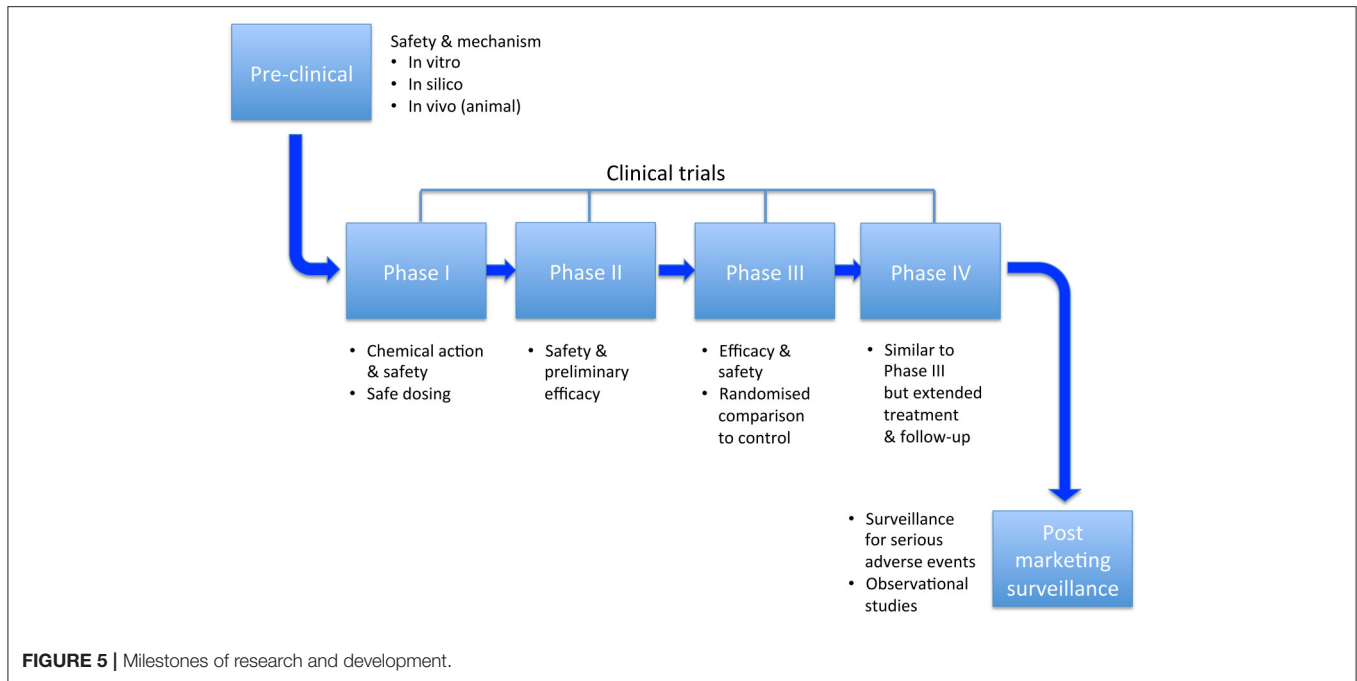 Pre-clinical
Safety & mechanism
• In vitro
• In silico
• In vivo (animal)
Clinical trials
Phase I
Phase II
Phase III
Phase IV
• Chemical action
& safety
• Safe dosing
• Safety &
preliminary
efficacy
• Efficacy &
safety
• Randomised
comparison
to control
• Similar to
Phase III
but extended
treatment
& follow-up
• Surveillance
for serious
adverse events
• Observational
studies
Post
marketing
surveillance
FIGURE 5 | Milestones of research and development.